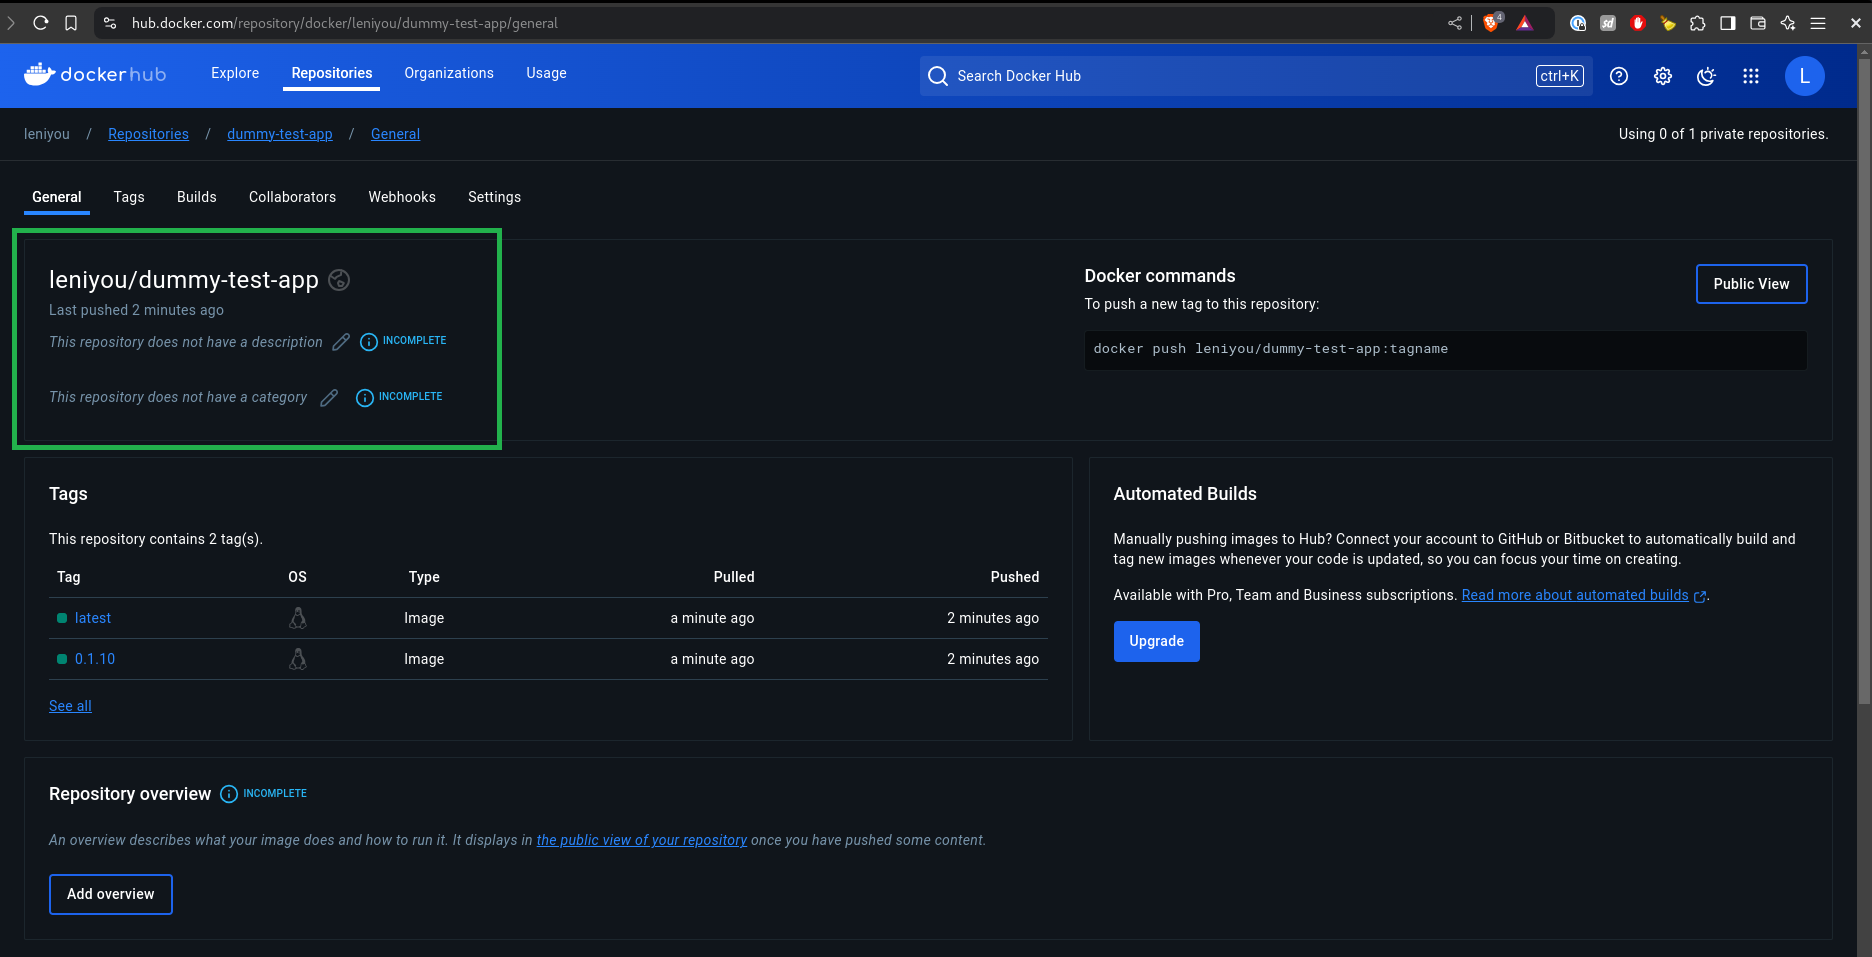 hub.docker.com/repository/docker/leniyou/dummy-test-app/general
4
sd
dockerhub
Explore
Repositories
Organizations
Usage
Search Docker Hub
ctrl+K
L
leniyou / Repositories / dummy-test-app / General
Using 0 of 1 private repositories.
General
Tags
Builds
Collaborators
Webhooks
Settings
leniyou/dummy-test-app
Last pushed 2 minutes ago
This repository does not have a description
INCOMPLETE
This repository does not have a category
INCOMPLETE
Docker commands
To push a new tag to this repository:
Public View
docker push leniyou/dummy-test-app:tagname
Tags
This repository contains 2 tag(s).
Tag OS Type Pulled Pushed
latest Image a minute ago 2 minutes ago
0.1.10 Image a minute ago 2 minutes ago
See all
Automated Builds
Manually pushing images to Hub? Connect your account to GitHub or Bitbucket to automatically build and
tag new images whenever your code is updated, so you can focus your time on creating.
Available with Pro, Team and Business subscriptions. Read more about automated builds.
Upgrade
Repository overview
INCOMPLETE
An overview describes what your image does and how to run it. It displays in the public view of your repository once you have pushed some content.
Add overview